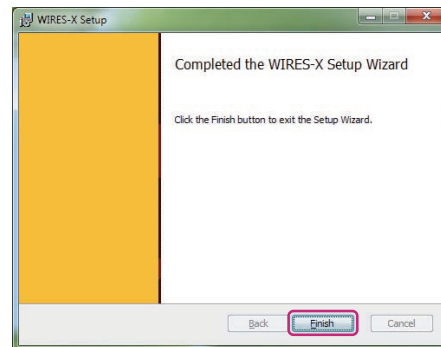 WIRES-X Setup
Completed the WIRES-X Setup Wizard
Click the Finish button to exit the Setup Wizard.
Back
Finish
Cancel